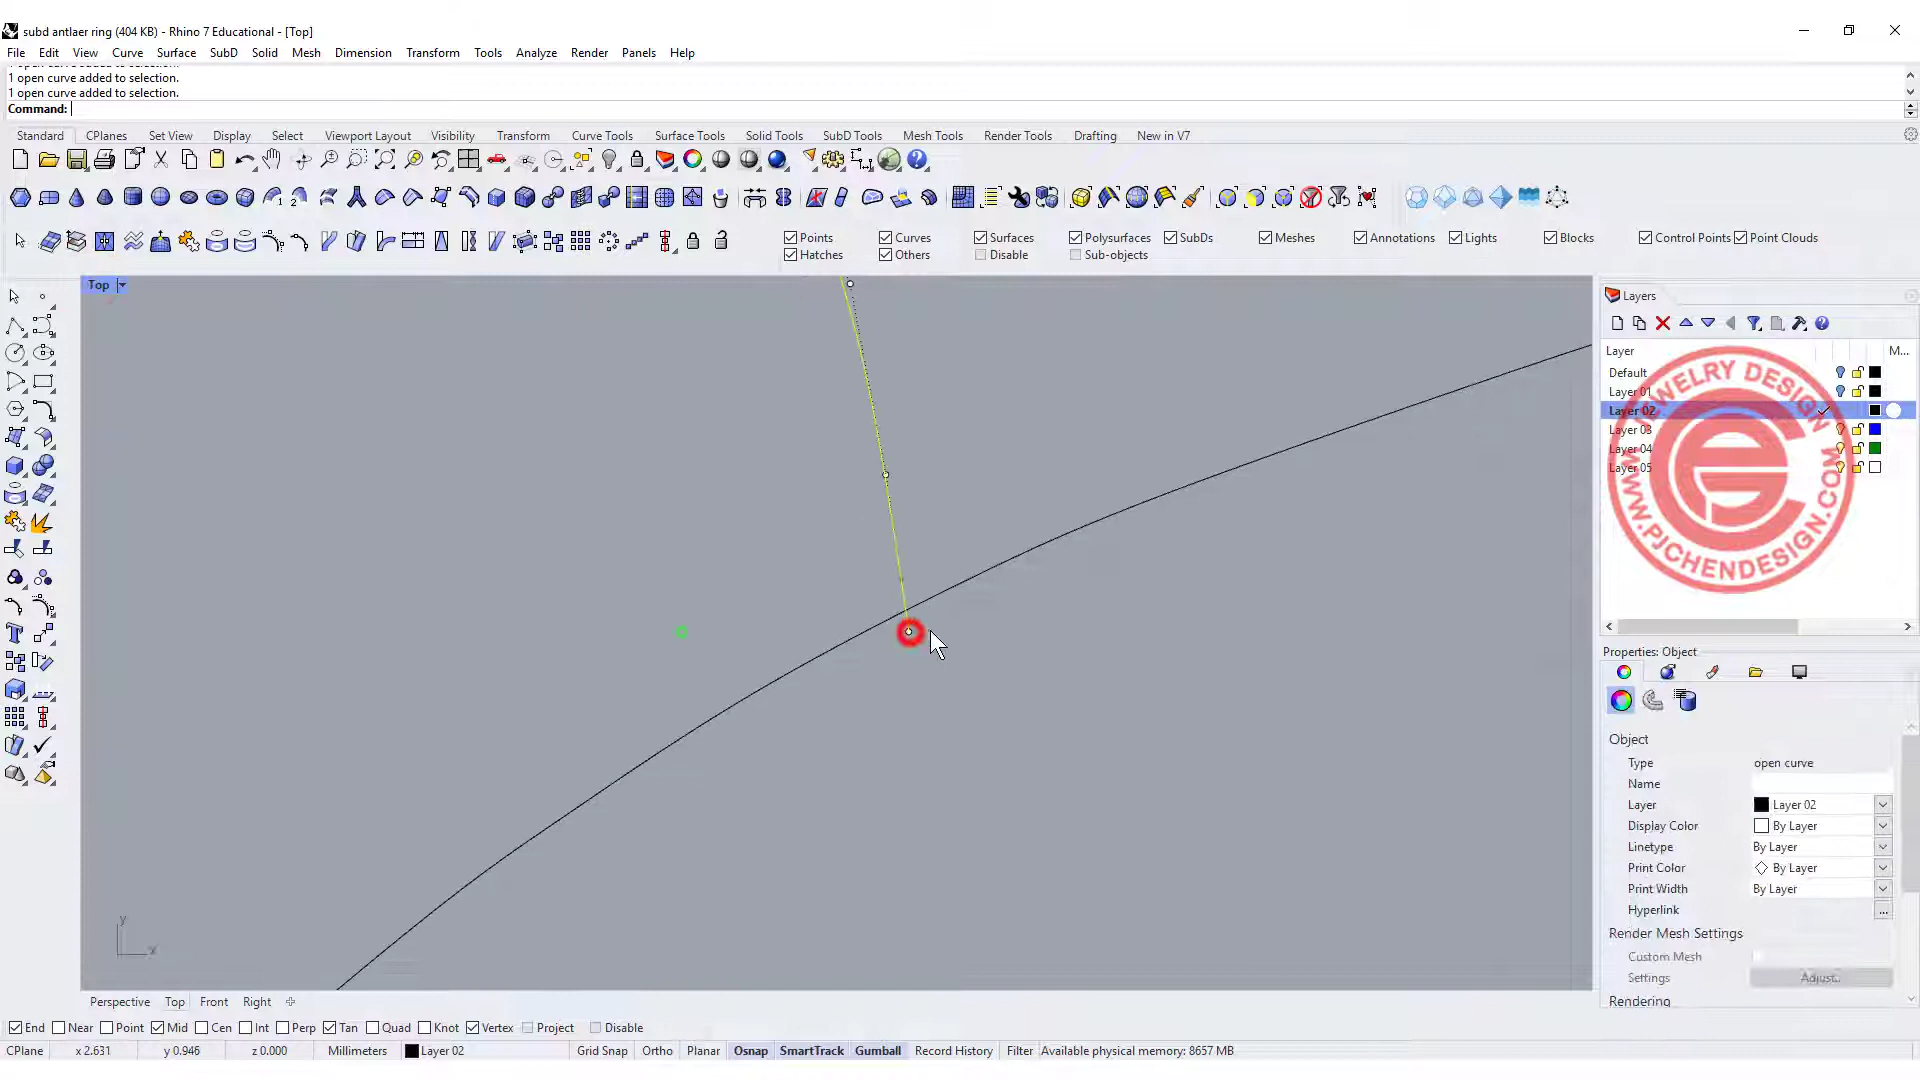 subd antlaer ring (404 KB) - Rhino 7 Educational - [Top]
File Edit View Curve Surface SubD Solid Mesh Dimension Transform Tools Analyze Render Panels Help
1 open curve added to selection.
1 open curve added to selection.
Command:
Standard CPlanes Set View Display Select Viewport Layout Visibility Transform Curve Tools Surface Tools Solid Tools SubD Tools Mesh Tools Render Tools Drafting New in V7
Points Curves Surfaces Polysurfaces SubDs Meshes Annotations Lights Blocks Control Points Point Clouds
Hatches Others Disable Sub-objects
Top
Layers
Layer M...
Default
Layer 01
Layer 02
Layer 03
Layer 04
Layer 05
JEWELRY DESIGN
WWW.PJCHENDESIGN.COM
Properties: Object
Object
Type open curve
Name
Layer Layer 02
Display Color By Layer
Linetype By Layer
Print Color By Layer
Print Width By Layer
Hyperlink ...
Render Mesh Settings
Custom Mesh
Settings Adjust...
Rendering
y
x
Perspective Top Front Right
End Near Point Mid Cen Int Perp Tan Quad Knot Vertex Project Disable
CPlane x 2.631 y 0.946 z 0.000 Millimeters Layer 02 Grid Snap Ortho Planar Osnap SmartTrack Gumball Record History Filter Available physical memory: 8657 MB